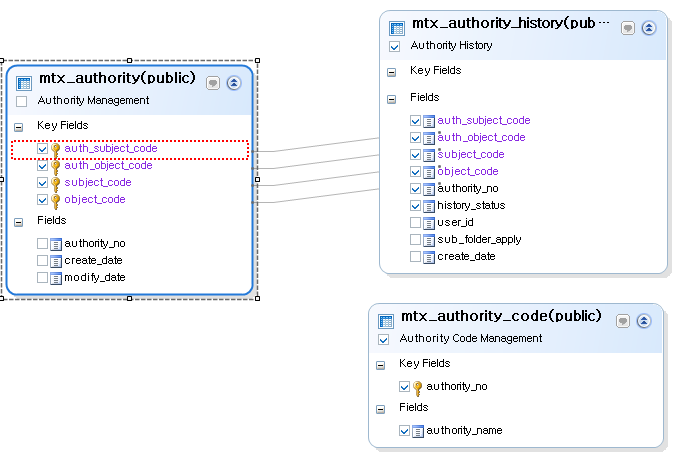 mtx_authority(public)
Authority Management
Key Fields
auth_subject_code
auth_object_code
subject_code
object_code
Fields
authority_no
create_date
modify_date
mtx_authority_history(pub ···
Authority History
Key Fields
Fields
auth_subject_code
auth_object_code
subject_code
object_code
authority_no
history_status
user_id
sub_folder_apply
create_date
mtx_authority_code(public)
Authority Code Management
Key Fields
authority_no
Fields
authority_name